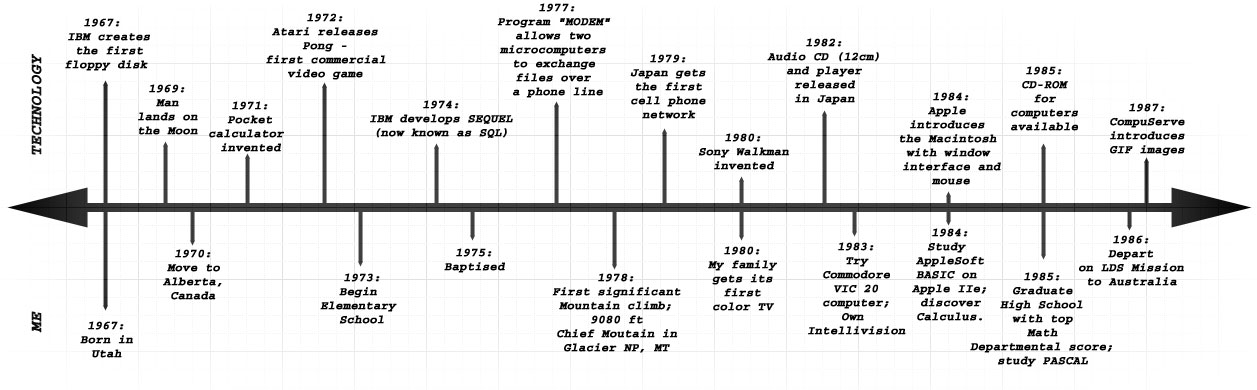 TECHNOLOGY
1967:
IBM creates
the first
floppy disk
1969:
Man
lands on
the Moon
1971:
Pocket
calculator
invented
1972:
Atari releases
Pong -
first commercial
video game
1974:
IBM develops SEQUEL
(now known as SQL)
1977:
Program "MODEM"
allows two
microcomputers
to exchange
files over
a phone line
1979:
Japan gets
the first
cell phone
network
1980:
Sony Walkman
invented
1982:
Audio CD (12cm)
and player
released
in Japan
1984:
Apple
introduces
the Macintosh
with window
interface and
mouse
1985:
CD-ROM
for
computers
available
1987:
CompuServe
introduces
GIF images
ME
1967:
Born in
Utah
1970:
Move to
Alberta,
Canada
1973:
Begin
Elementary
School
1975:
Baptised
1978:
First significant
Mountain climb;
9080 ft
Chief Moutain in
Glacier NP, MT
1980:
My family
gets its
first
color TV
1983:
Try
Commodore
VIC 20
computer;
Own
Intellivision
1984:
Study
AppleSoft
BASIC on
Apple IIe;
discover
Calculus.
1985:
Graduate
High School
with top
Math
Departmental score;
study PASCAL
1986:
Depart
on LDS Mission
to Australia